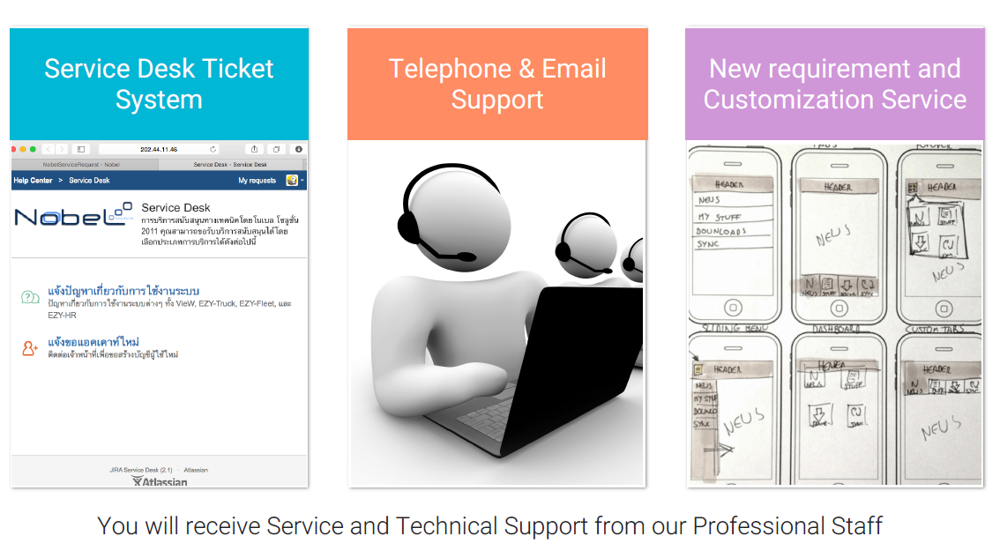 Service Desk Ticket
System
202.44.11.46
NobelServiceRequest - Nobel
Service Desk - Service Desk
Help Center > Service Desk
My requests
Nobel
Service Desk
การบริการสนับสนุนทางเทคนิคโดยโนเบล โซลูชั่น
2011 คุณสามารถขอรับบริการสนับสนุนได้โดย
เลือกประเภทการบริการได้ดังต่อไปนี้
แจ้งปัญหาเกี่ยวกับการใช้งานระบบ
ปัญหาเกี่ยวกับการใช้งานระบบต่างๆ ทั้ง VieW, EZY-Truck, EZY-Fleet, และ
EZY-HR
แจ้งขอแอคเคาท์ใหม่
ติดต่อเจ้าหน้าที่เพื่อขอสร้างบัญชีผู้ใช้ใหม่
JIRA Service Desk (2.1) · Atlassian
Atlassian
Telephone & Email
Support
New requirement and
Customization Service
HEADER
NEWS
MY STUFF
DOWNLOADS
SYNC
HEADER
NEWS
NEWS
STUFF
SYNC
HEADER
NEWS
STUFF
NEWS
SLIDING MENU
DASHBOARD
CUSTOM TABS
HEADER
NEWS
MY STUF
DOWNLO
SYNC
NEWS
HEADER
NEWS
STUFF
SYNC
HEADER
NEWS
You will receive Service and Technical Support from our Professional Staff